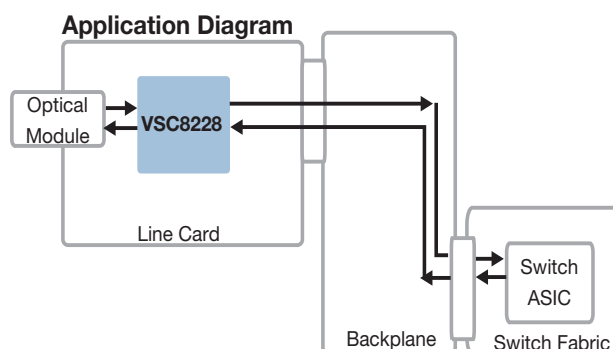 Application Diagram
Optical
Module
VSC8228
Line Card
Switch
ASIC
Backplane
Switch Fabric